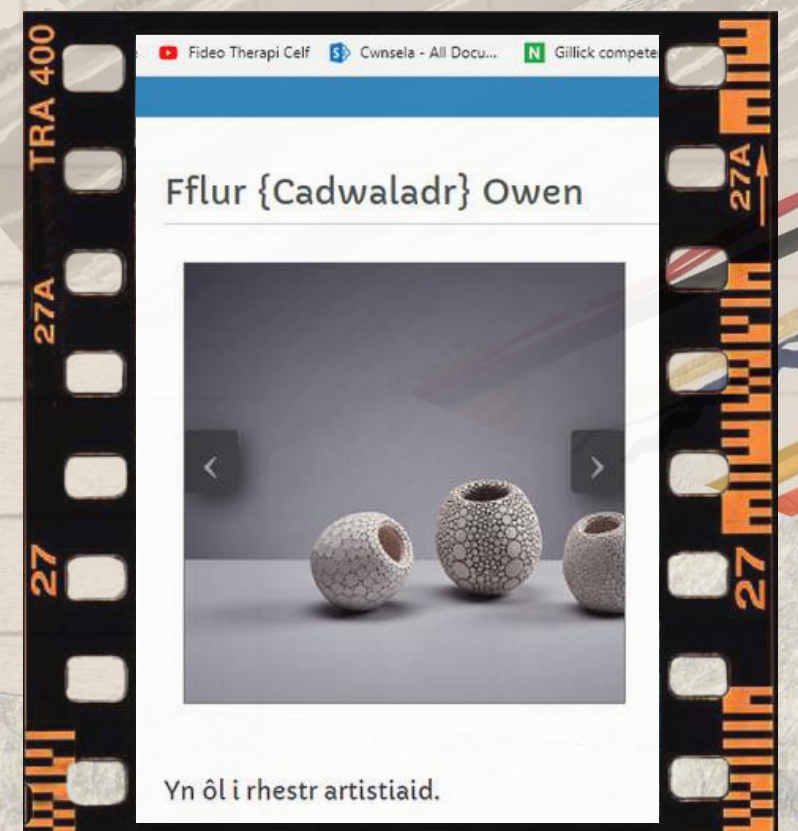 TRA 400
27A
27
Fideo Therapi Celf
Cwnsela - All Docu...
N Gillick compete
Fflur {Cadwaladr} Owen
Yn ôl i rhestr artistiaid.
27A
27